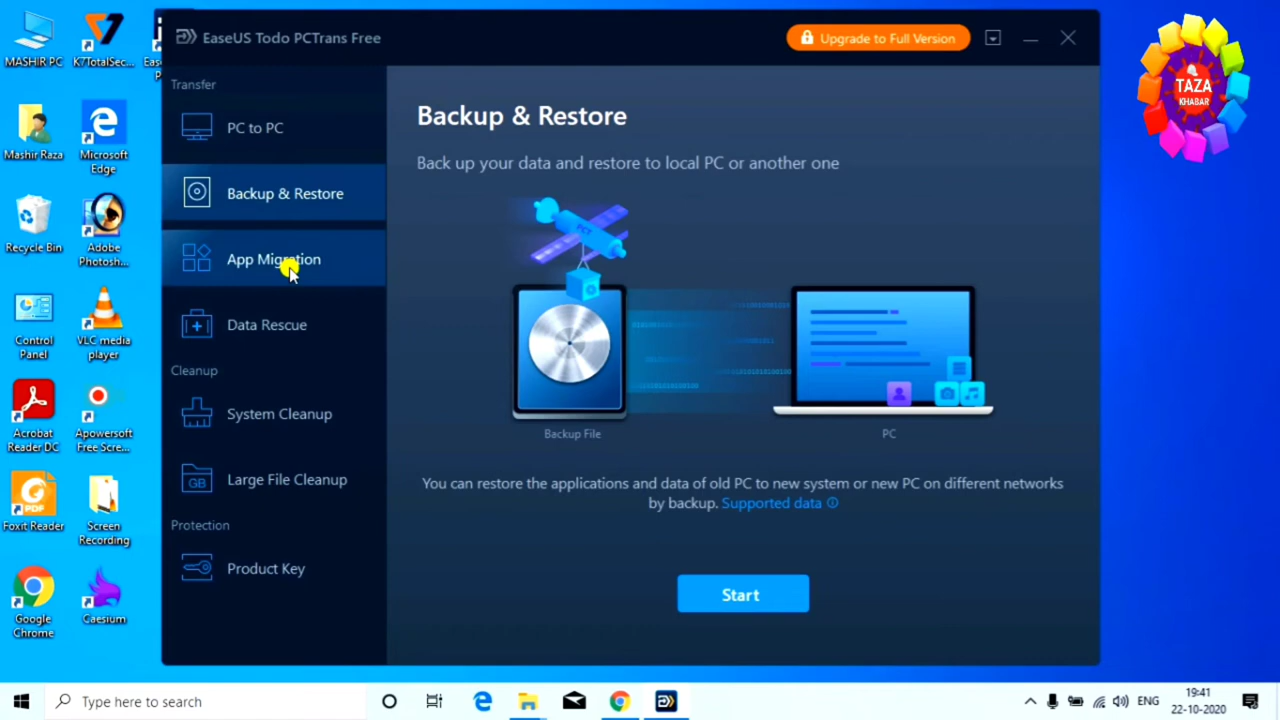 MASHIR PC
K7TotalSec...
Mashir Raza
Microsoft
Edge
Recycle Bin
Adobe
Photosh...
Control
Panel
VLC media
player
Acrobat
Reader DC
Apowersoft
Free Scre...
Foxit Reader
Screen
Recording
Google
Chrome
Caesium
EaseUS Todo PCTrans Free
Upgrade to Full Version
Transfer
PC to PC
Backup & Restore
App Migration
Data Rescue
Cleanup
System Cleanup
GB
Large File Cleanup
Protection
Product Key
Backup & Restore
Back up your data and restore to local PC or another one
PCT
Backup File
PC
You can restore the applications and data of old PC to new system or new PC on different networks
by backup. Supported data
Start
TAZA
KHABAR
Type here to search
ENG
19:41
22-10-2020